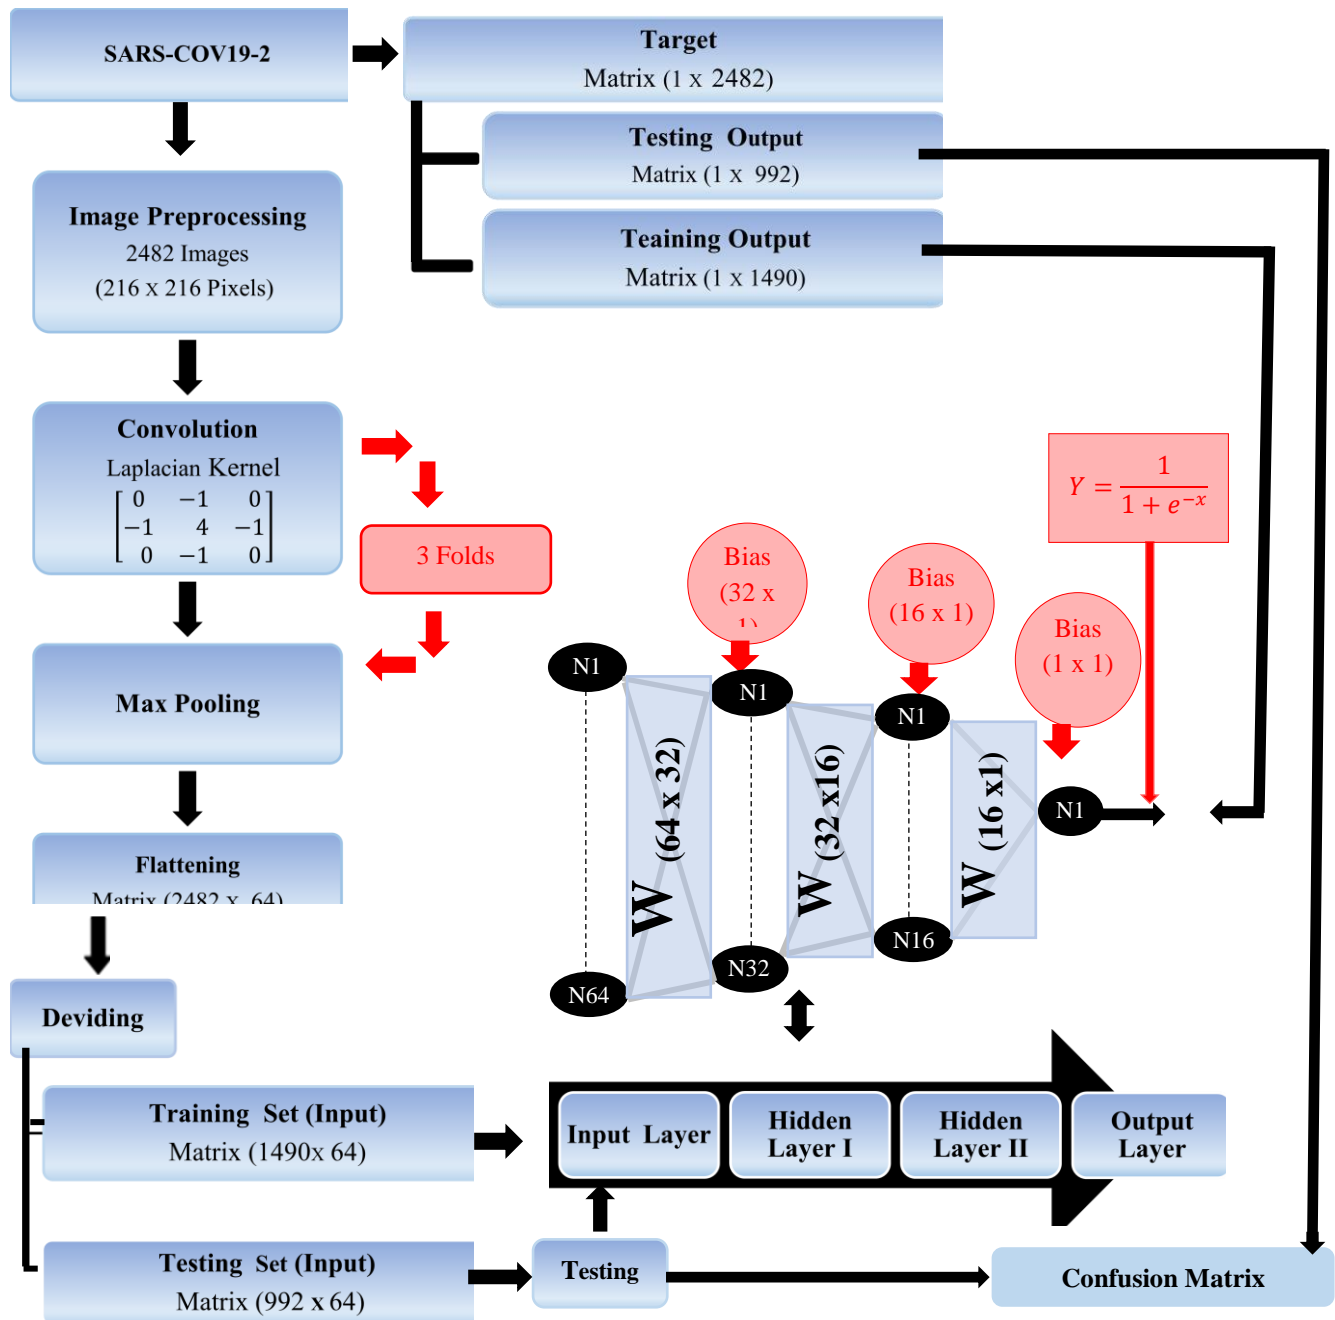 SARS-COV19-2
Target
Matrix (1 x 2482)
Testing Output
Matrix (1 x 992)
Teaining Output
Matrix (1 x 1490)
Image Preprocessing
2482 Images
(216 x 216 Pixels)
Convolution
Laplacian Kernel
0 −1 0
−1 4 −1
0 −1 0
3 Folds
Max Pooling
Flattening
Matrix (2482 x 64)
Deviding
Training Set (Input)
Matrix (1490x 64)
Testing Set (Input)
Matrix (992 x 64)
Bias
(32 x
1)
Bias
(16 x 1)
Bias
(1 x 1)
Y = 1 / (1 + e^−x)
N1
N64
W (64 x 32)
N1
N32
W (32 x16)
N1
N16
W (16 x1)
N1
Input Layer
Hidden
Layer I
Hidden
Layer II
Output
Layer
Testing
Confusion Matrix